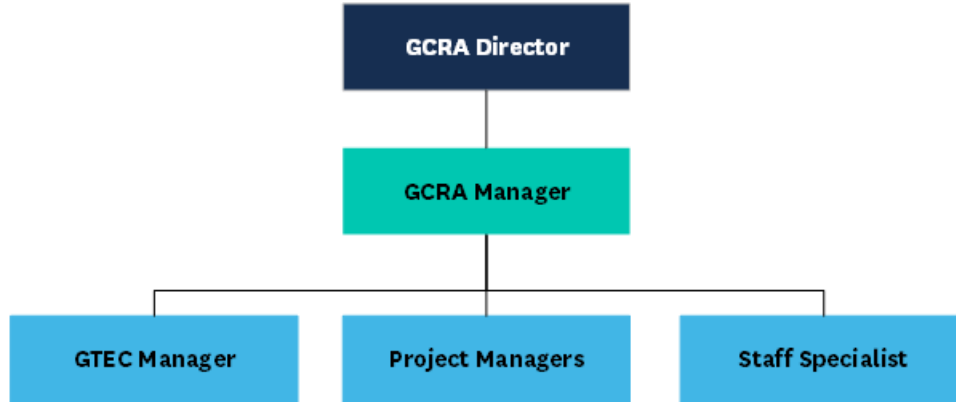 GCRA Director
GCRA Manager
GTEC Manager
Project Managers
Staff Specialist